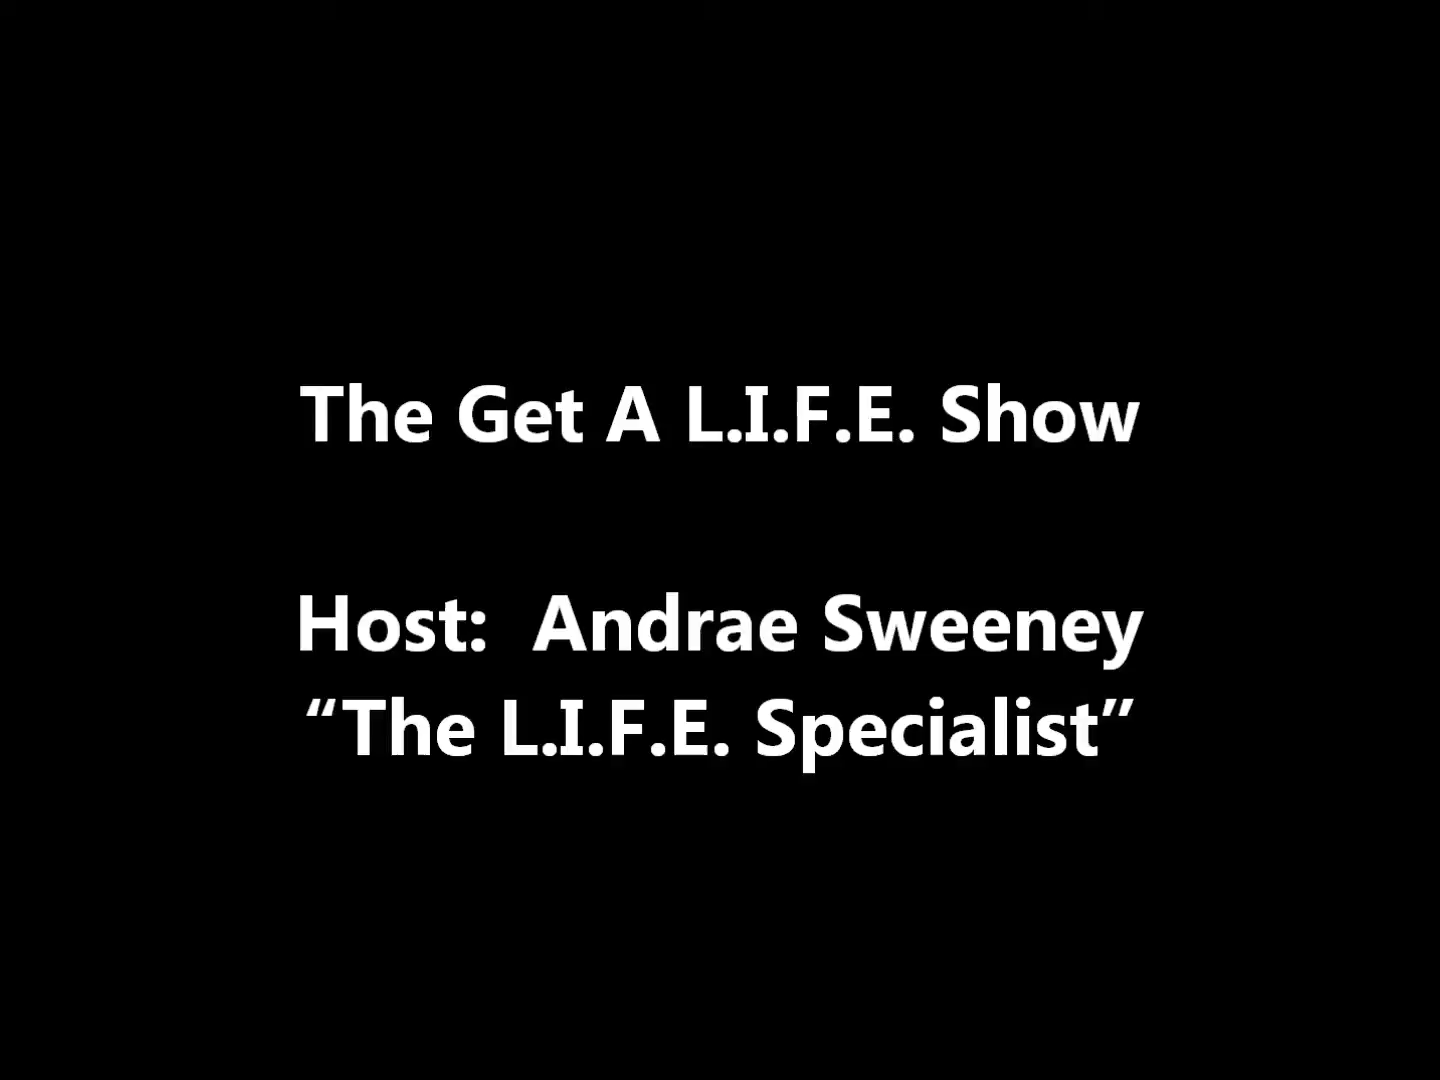 The Get A L.I.F.E. Show
Host:  Andrae Sweeney
“The L.I.F.E. Specialist”